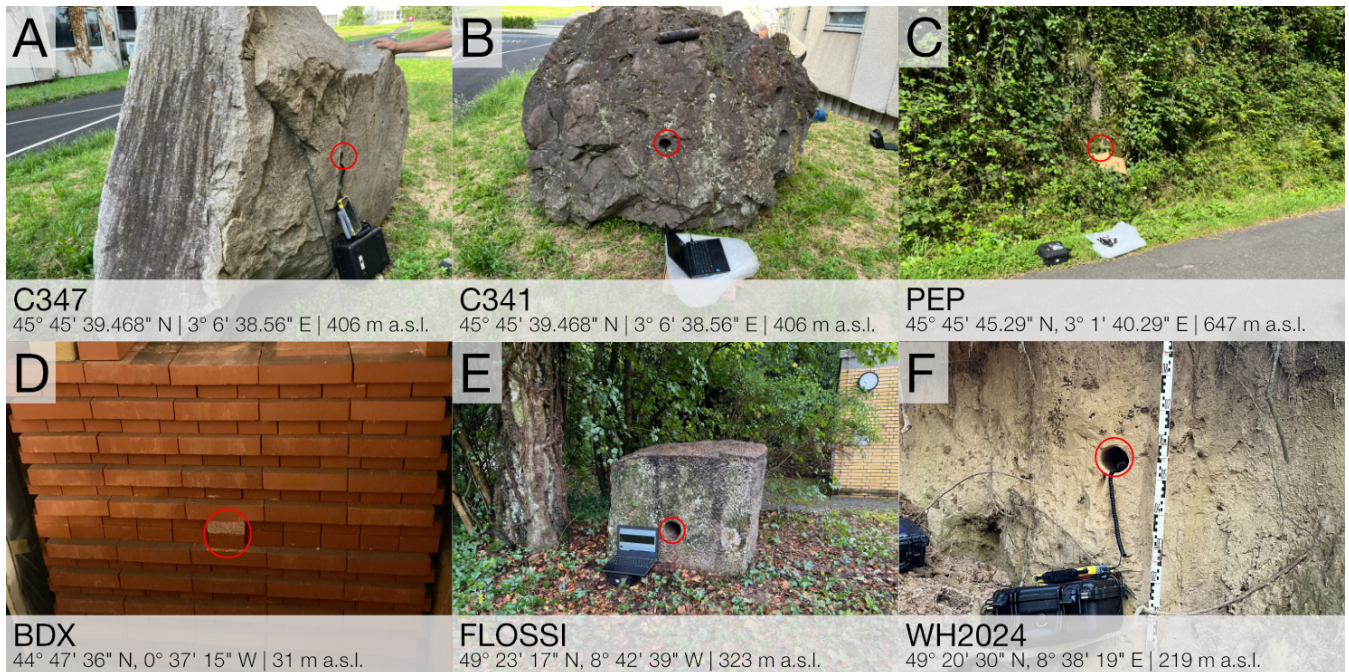 A
C347
45° 45' 39.468" N | 3° 6' 38.56" E | 406 m a.s.l.
B
C341
45° 45' 39.468" N | 3° 6' 38.56" E | 406 m a.s.l.
C
PEP
45° 45' 45.29" N, 3° 1' 40.29" E | 647 m a.s.l.
D
BDX
44° 47' 36" N, 0° 37' 15" W | 31 m a.s.l.
E
FLOSSI
49° 23' 17" N, 8° 42' 39" W | 323 m a.s.l.
F
WH2024
49° 20' 30" N, 8° 38' 19" E | 219 m a.s.l.